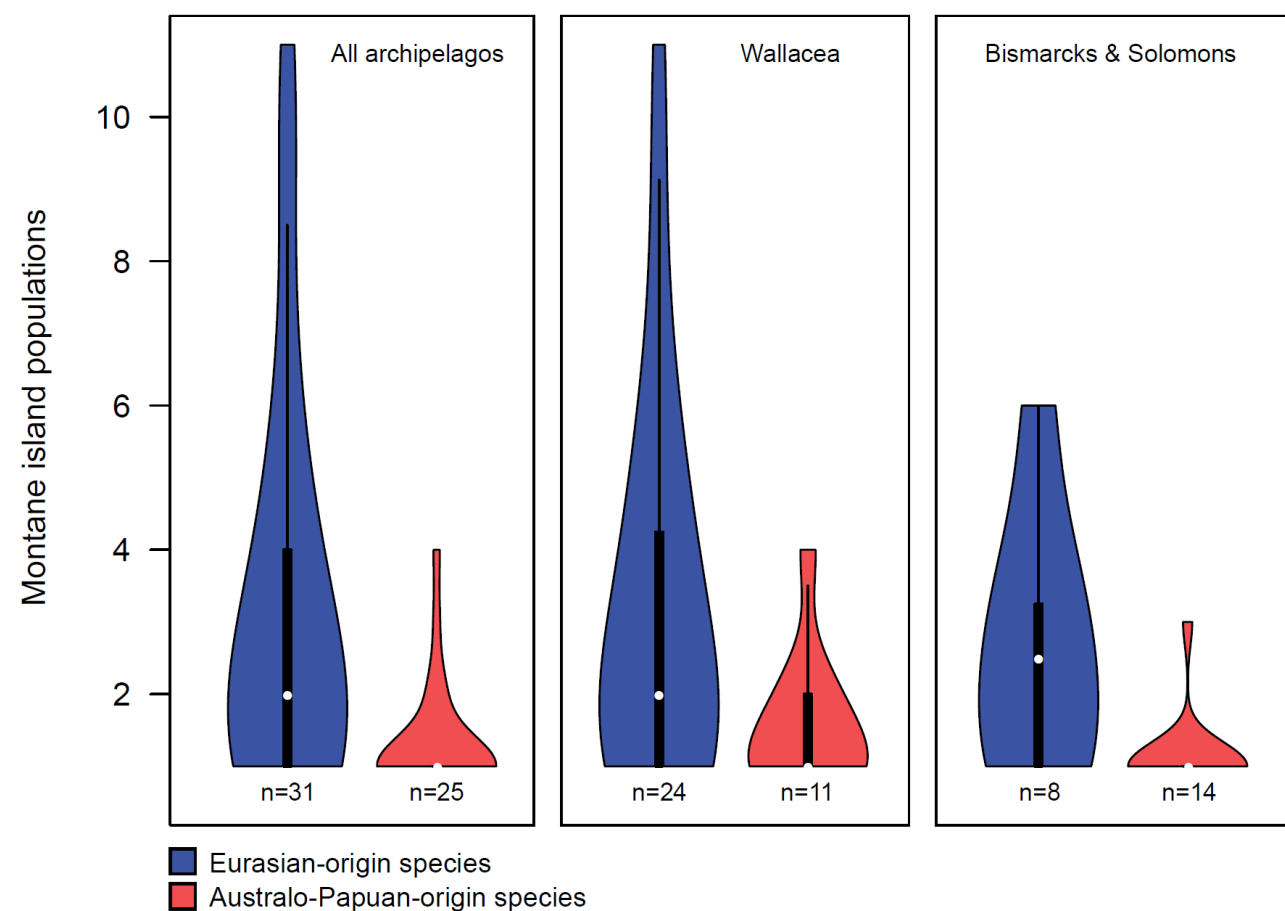 All archipelagos
Wallacea
Bismarcks & Solomons
Montane island populations
10
8
6
4
2
n=31
n=25
n=24
n=11
n=8
n=14
Eurasian-origin species
Australo-Papuan-origin species